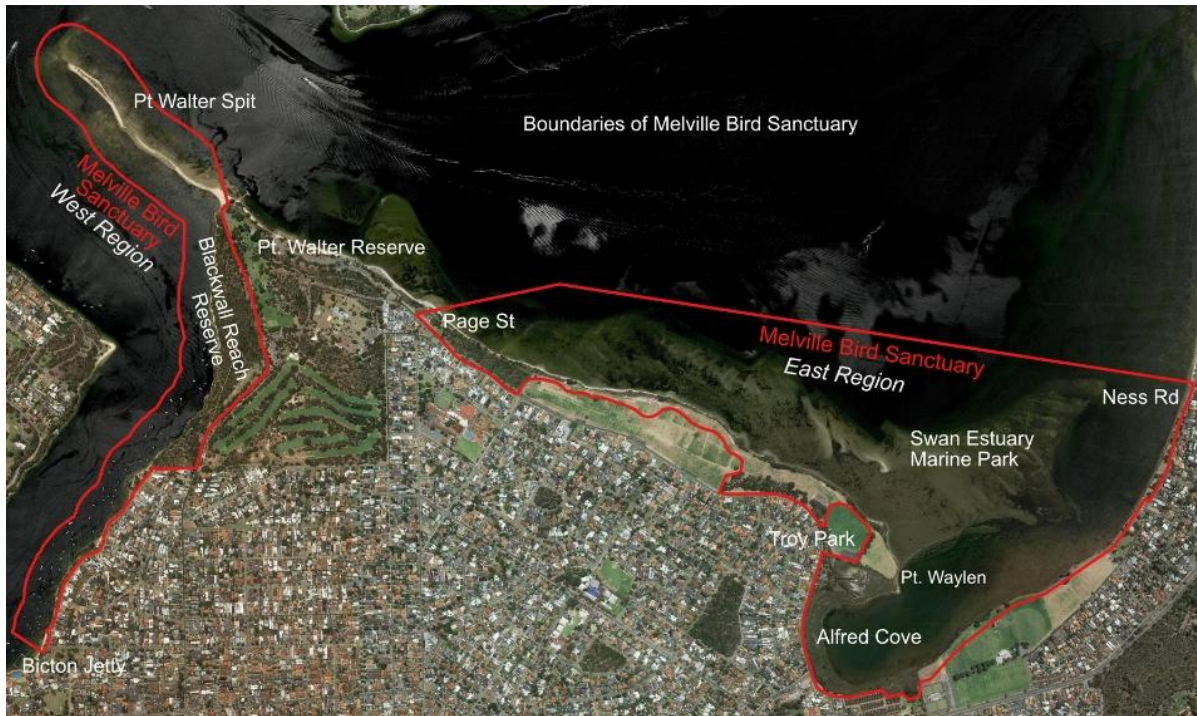 Pt Walter Spit
Boundaries of Melville Bird Sanctuary
Melville Bird
Sanctuary
West Region
Blackwall Reach
Reserve
Pt. Walter Reserve
Page St
Melville Bird Sanctuary
East Region
Ness Rd
Swan Estuary
Marine Park
Troy Park
Pt. Waylen
Alfred Cove
Bicton Jetty